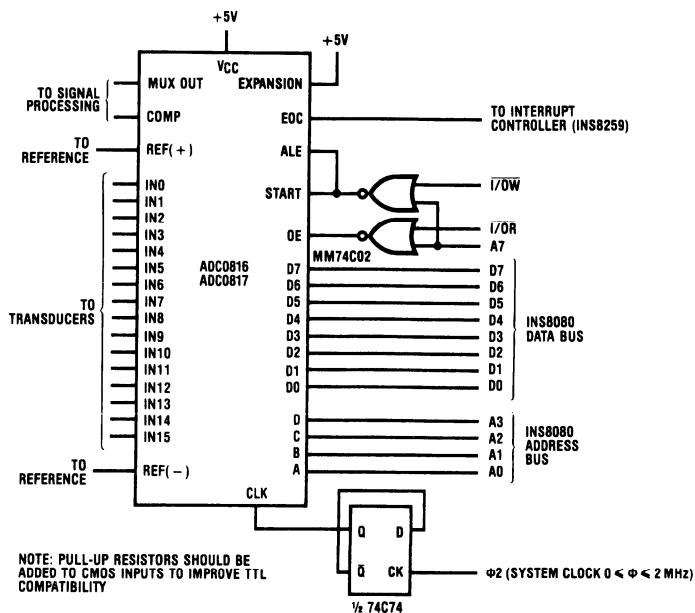 +5V
+5V
VCC
MUX OUT
EXPANSION
TO SIGNAL
PROCESSING
COMP
EOC
TO INTERRUPT
CONTROLLER (INS8259)
TO
REFERENCE
REF(+)
ALE
START
I/OW
I/OR
OE
A7
MM74C02
ADC0816
ADC0817
IN0
IN1
IN2
IN3
IN4
IN5
IN6
IN7
IN8
IN9
IN10
IN11
IN12
IN13
IN14
IN15
TO
TRANSDUCERS
D7
D6
D5
D4
D3
D2
D1
D0
D7
D6
D5
D4
D3
D2
D1
D0
INS8080
DATA BUS
D
C
B
A
A3
A2
A1
A0
INS8080
ADDRESS
BUS
TO
REFERENCE
REF(−)
CLK
Q D
Q̅ CK
Φ2 (SYSTEM CLOCK 0 ≤ Φ ≤ 2 MHz)
½ 74C74
NOTE: PULL-UP RESISTORS SHOULD BE
ADDED TO CMOS INPUTS TO IMPROVE TTL
COMPATIBILITY